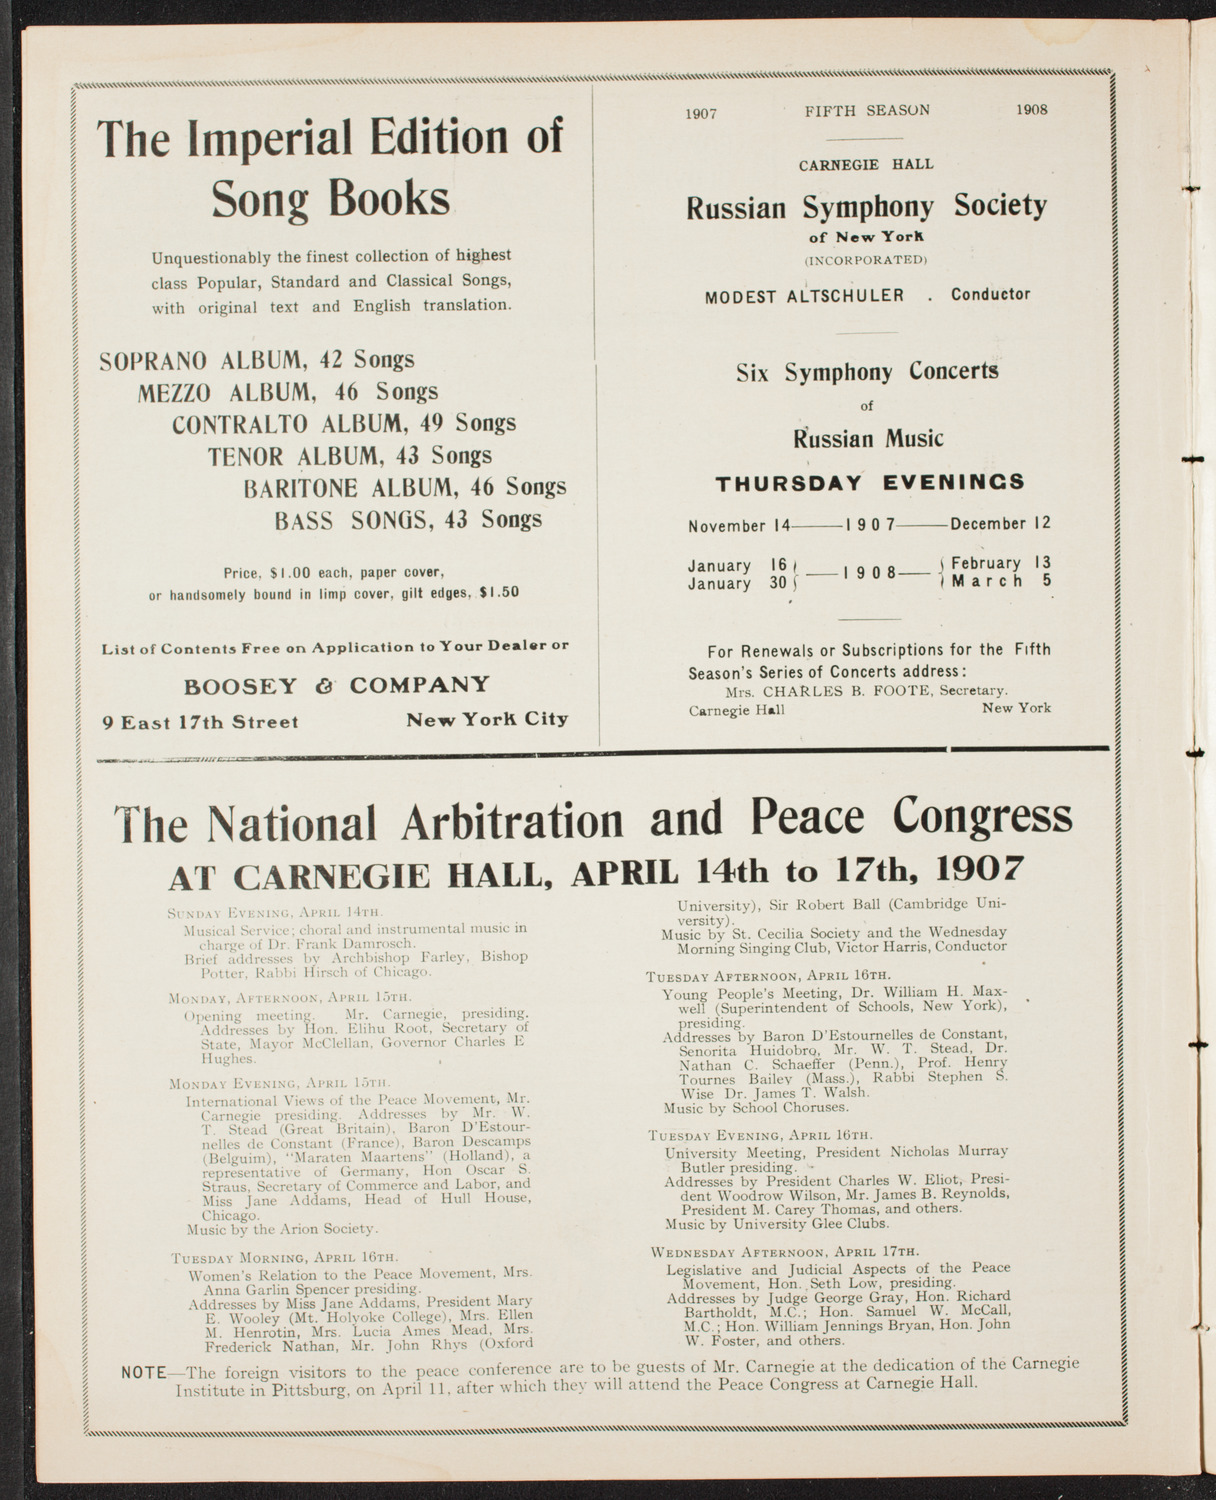 The Imperial Edition of
Song Books
Unquestionably the finest collection of highest
class Popular, Standard and Classical Songs,
with original text and English translation.
SOPRANO ALBUM, 42 Songs
MEZZO ALBUM, 46 Songs
CONTRALTO ALBUM, 49 Songs
TENOR ALBUM, 43 Songs
BARITONE ALBUM, 46 Songs
BASS SONGS, 43 Songs
Price, $1.00 each, paper cover,
or handsomely bound in limp cover, gilt edges, $1.50
List of Contents Free on Application to Your Dealer or
BOOSEY & COMPANY
9 East 17th Street New York City
1907 FIFTH SEASON 1908
CARNEGIE HALL
Russian Symphony Society
of New York
(INCORPORATED)
MODEST ALTSCHULER . Conductor
Six Symphony Concerts
of
Russian Music
THURSDAY EVENINGS
November 14——1907——December 12
January 16 } —1908— { February 13
January 30 } { March 5
For Renewals or Subscriptions for the Fifth
Season's Series of Concerts address:
Mrs. CHARLES B. FOOTE, Secretary.
Carnegie Hall New York
The National Arbitration and Peace Congress
AT CARNEGIE HALL, APRIL 14th to 17th, 1907
SUNDAY EVENING, APRIL 14TH.
Musical Service; choral and instrumental music in
charge of Dr. Frank Damrosch.
Brief addresses by Archbishop Farley, Bishop
Potter, Rabbi Hirsch of Chicago.
MONDAY, AFTERNOON, APRIL 15TH.
Opening meeting. Mr. Carnegie, presiding.
Addresses by Hon. Elihu Root, Secretary of
State, Mayor McClellan, Governor Charles E
Hughes.
MONDAY EVENING, APRIL 15TH.
International Views of the Peace Movement, Mr.
Carnegie presiding. Addresses by Mr. W.
T. Stead (Great Britain), Baron D'Estour-
nelles de Constant (France), Baron Descamps
(Belguim), "Maraten Maartens" (Holland), a
representative of Germany, Hon Oscar S.
Straus, Secretary of Commerce and Labor, and
Miss Jane Addams, Head of Hull House,
Chicago.
Music by the Arion Society.
TUESDAY MORNING, APRIL 16TH.
Women's Relation to the Peace Movement, Mrs.
Anna Garlin Spencer presiding.
Addresses by Miss Jane Addams, President Mary
E. Wooley (Mt. Holyoke College), Mrs. Ellen
M. Henrotin, Mrs. Lucia Ames Mead, Mrs.
Frederick Nathan, Mr. John Rhys (Oxford
University), Sir Robert Ball (Cambridge Uni-
versity).
Music by St. Cecilia Society and the Wednesday
Morning Singing Club, Victor Harris, Conductor
TUESDAY AFTERNOON, APRIL 16TH.
Young People's Meeting, Dr. William H. Max-
well (Superintendent of Schools, New York),
presiding.
Addresses by Baron D'Estournelles de Constant,
Senorita Huidobro, Mr. W. T. Stead, Dr.
Nathan C. Schaeffer (Penn.), Prof. Henry
Tournes Bailey (Mass.), Rabbi Stephen S.
Wise Dr. James T. Walsh.
Music by School Choruses.
TUESDAY EVENING, APRIL 16TH.
University Meeting, President Nicholas Murray
Butler presiding.
Addresses by President Charles W. Eliot, Presi-
dent Woodrow Wilson, Mr. James B. Reynolds,
President M. Carey Thomas, and others.
Music by University Glee Clubs.
WEDNESDAY AFTERNOON, APRIL 17TH.
Legislative and Judicial Aspects of the Peace
Movement, Hon. Seth Low, presiding.
Addresses by Judge George Gray, Hon. Richard
Bartholdt, M.C.; Hon. Samuel W. McCall,
M.C.; Hon. William Jennings Bryan, Hon. John
W. Foster, and others.
NOTE—The foreign visitors to the peace conference are to be guests of Mr. Carnegie at the dedication of the Carnegie
Institute in Pittsburg, on April 11, after which they will attend the Peace Congress at Carnegie Hall.